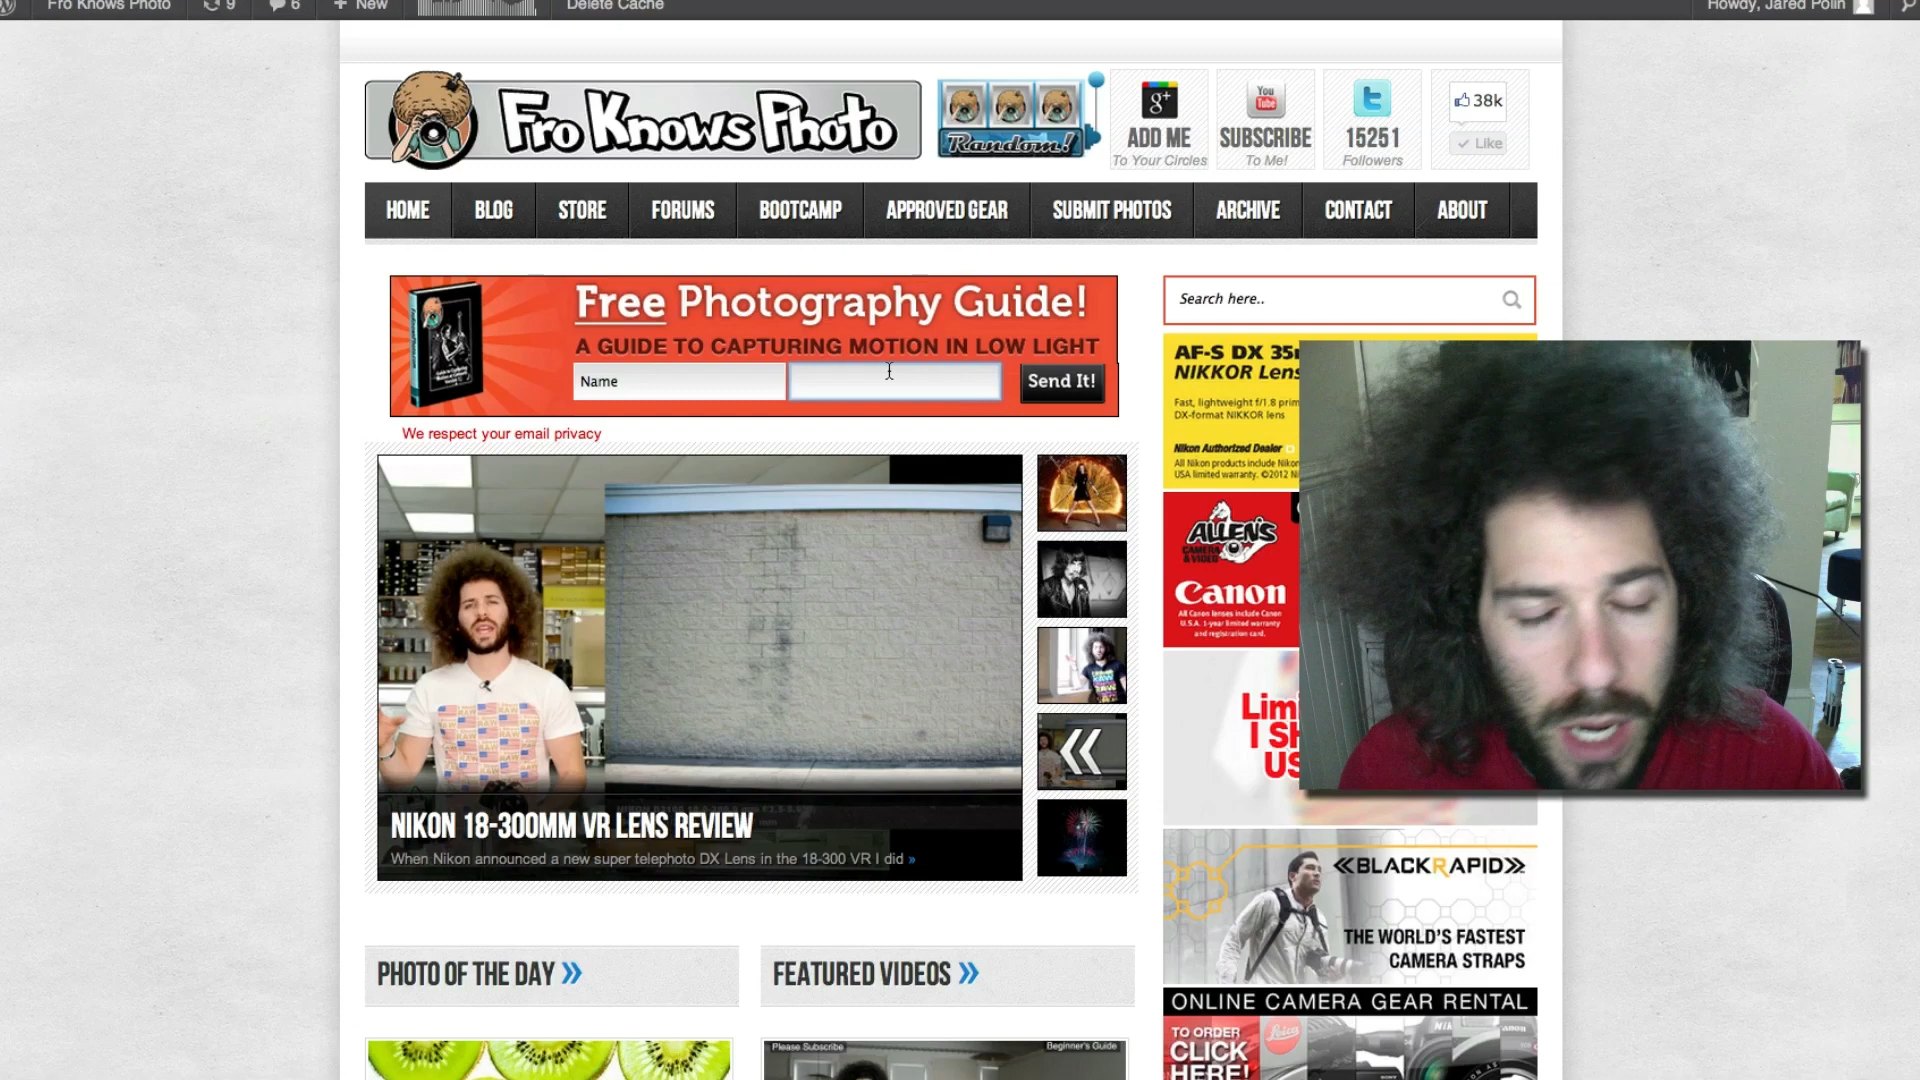 Fro Knows Photo 9 6 + New Delete Cache Howdy, Jared Polin
FRO KNOWS PHOTO
Random!
g+
ADD ME
To Your Circles
You Tube
SUBSCRIBE
To Me!
15251
Followers
38k
Like
HOME BLOG STORE FORUMS BOOTCAMP APPROVED GEAR SUBMIT PHOTOS ARCHIVE CONTACT ABOUT
Free Photography Guide!
A GUIDE TO CAPTURING MOTION IN LOW LIGHT
Name
Send It!
We respect your email privacy
Search here..
AF-S DX 35
NIKKOR Lens
Fast, lightweight f/1.8 prim
DX-format NIKKOR lens
Nikon Authorized Dealer
All Nikon products include Nikon
USA limited warranty. ©2012 Ni
ALLEN'S
CAMERA & VIDEO
Canon
All Canon lenses include Canon
U.S.A. 1-year limited warranty
and registration card.
Lim
I SH
US
NIKON 18-300MM VR LENS REVIEW
When Nikon announced a new super telephoto DX Lens in the 18-300 VR I did »
BLACKRAPID
THE WORLD'S FASTEST
CAMERA STRAPS
PHOTO OF THE DAY »
FEATURED VIDEOS »
ONLINE CAMERA GEAR RENTAL
TO ORDER
CLICK
HERE!
Leica
Canon
Please Subscribe
Beginner's Guide